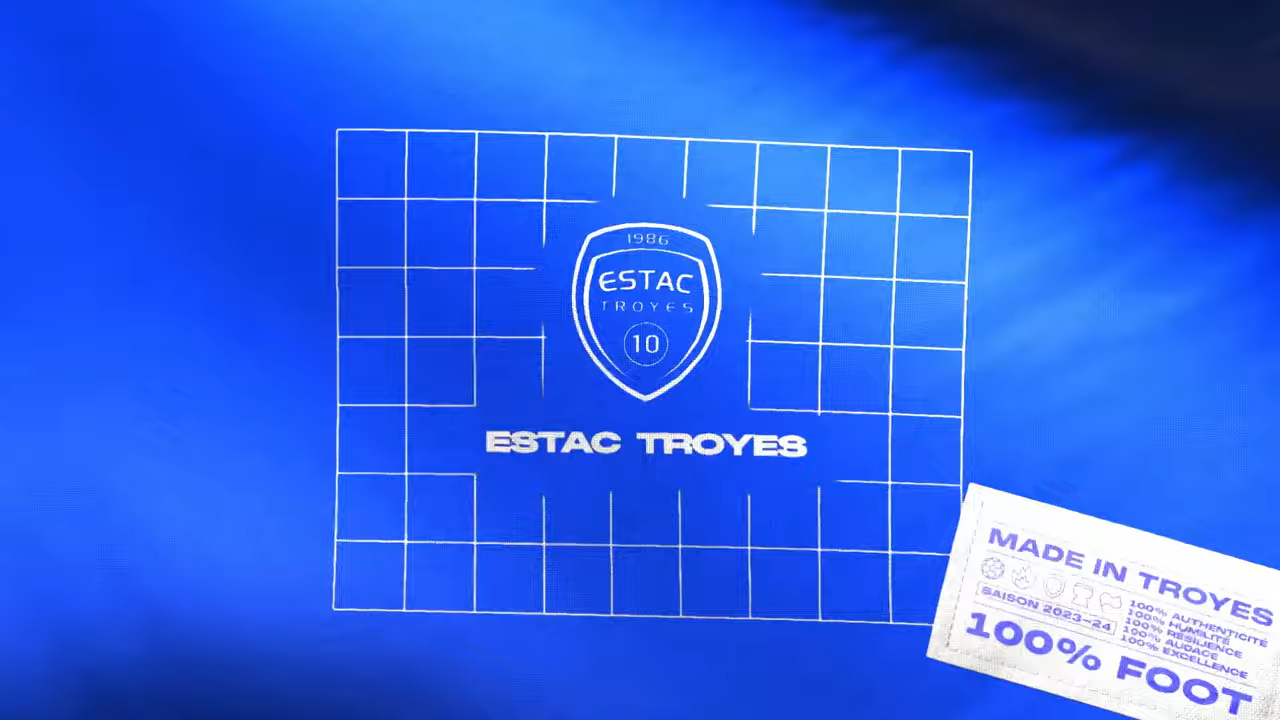 1986
ESTAC
TROYES
10
ESTAC TROYES
MADE IN TROYES
SAISON 2023-24
100% AUTHENTICITÉ
100% HUMILITÉ
100% RÉSILIENCE
100% AUDACE
100% EXCELLENCE
100% FOOT